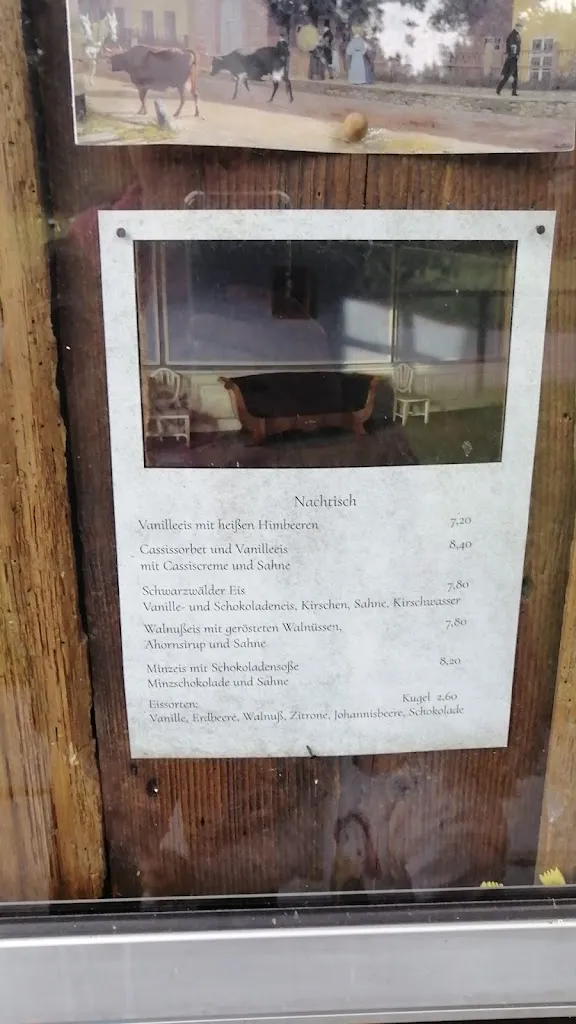 Nachtisch
Vanilleeis mit heißen Himbeeren 7,20
Cassissorbet und Vanilleeis 8,40
mit Cassiscreme und Sahne
Schwarzwälder Eis 7,80
Vanille- und Schokoladeneis, Kirschen, Sahne, Kirschwasser
Walnußeis mit gerösteten Walnüssen, 7,80
Ahornsirup und Sahne
Minzeis mit Schokoladensoße 8,20
Minzschokolade und Sahne
Eissorten: Kugel 2,60
Vanille, Erdbeere, Walnuß, Zitrone, Johannisbeere, Schokolade